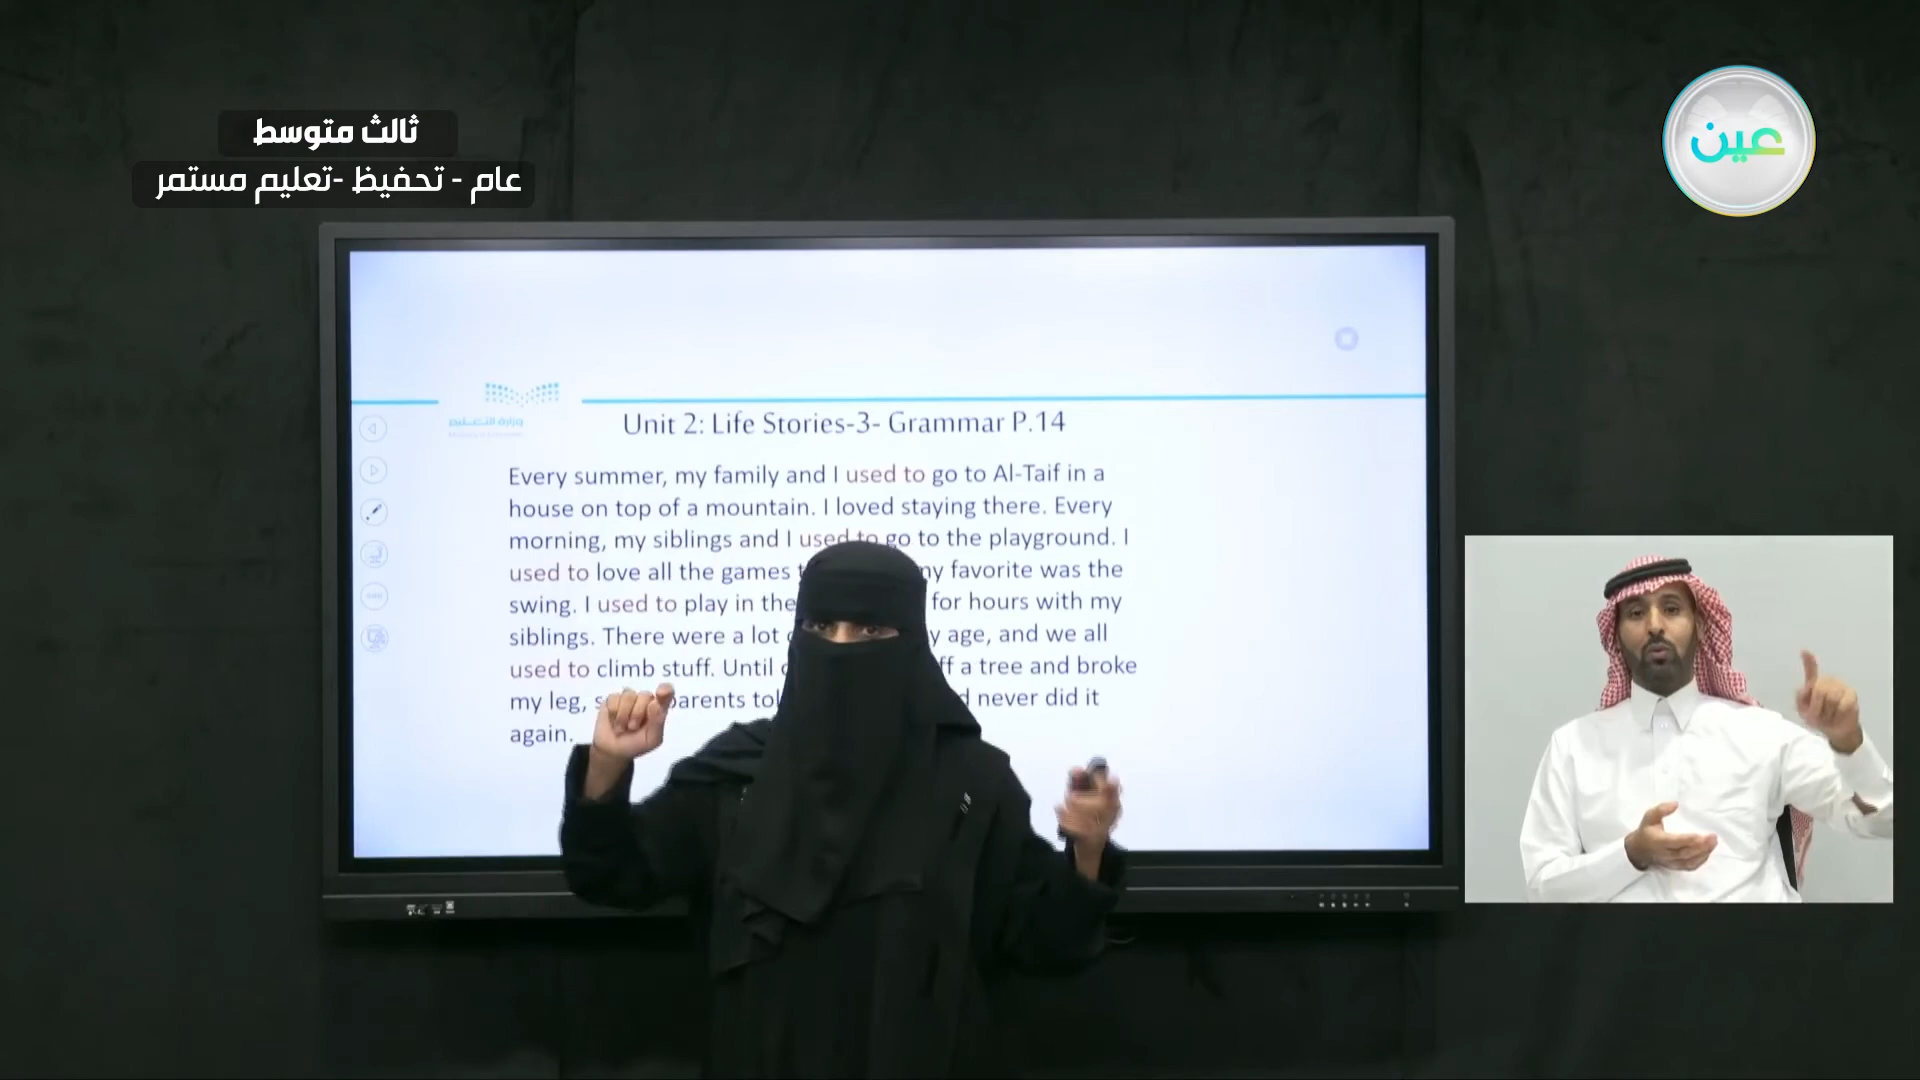 ثالث متوسط
عام - تحفيظ -تعليم مستمر
عين
وزارة التعليم
Unit 2: Life Stories-3- Grammar P.14
Every summer, my family and I used to go to Al-Taif in a
house on top of a mountain. I loved staying there. Every
morning, my siblings and I used to go to the playground. I
used to love all the games my favorite was the
swing. I used to play in the for hours with my
siblings. There were a lot age, and we all
used to climb stuff. Until a tree and broke
my leg, parents never did it
again.